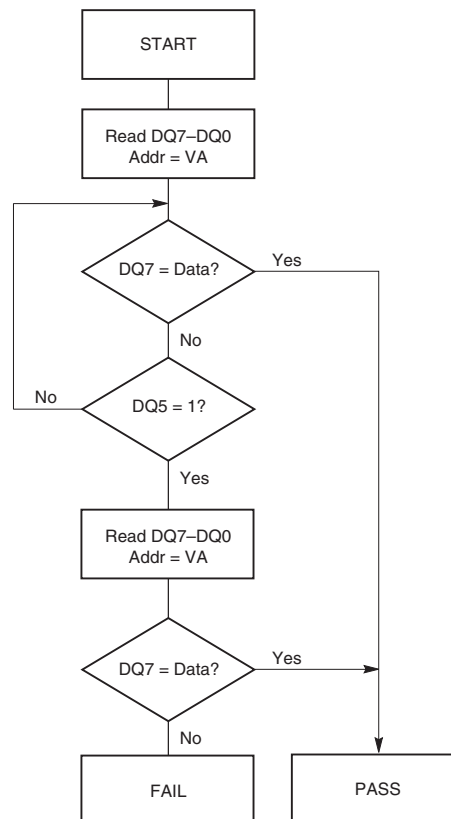 START
Read DQ7–DQ0
Addr = VA
DQ7 = Data?
Yes
No
No
DQ5 = 1?
Yes
Read DQ7–DQ0
Addr = VA
DQ7 = Data?
Yes
No
FAIL
PASS